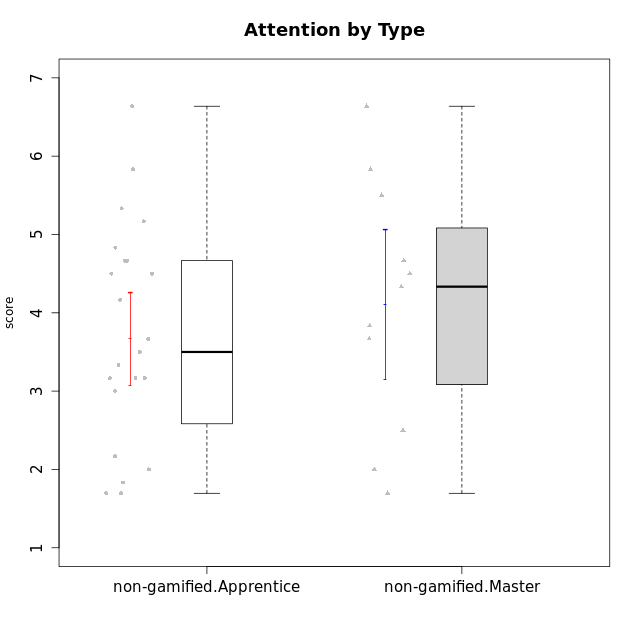 Attention by Type
7
6
5
4
3
2
1
score
non-gamified.Apprentice
non-gamified.Master